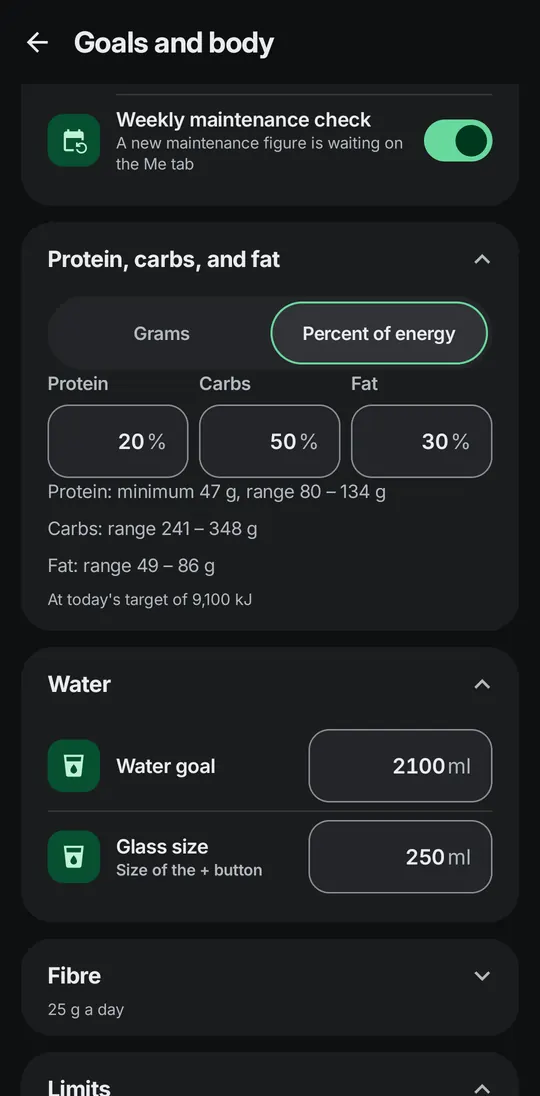 Goals and body
Weekly maintenance check
A new maintenance figure is waiting on
the Me tab
Protein, carbs, and fat
Grams
Percent of energy
Protein
Carbs
Fat
20 %
50 %
30 %
Protein: minimum 47 g, range 80 – 134 g
Carbs: range 241 – 348 g
Fat: range 49 – 86 g
At today's target of 9,100 kJ
Water
Water goal
2100 ml
Glass size
Size of the + button
250 ml
Fibre
25 g a day
Limits